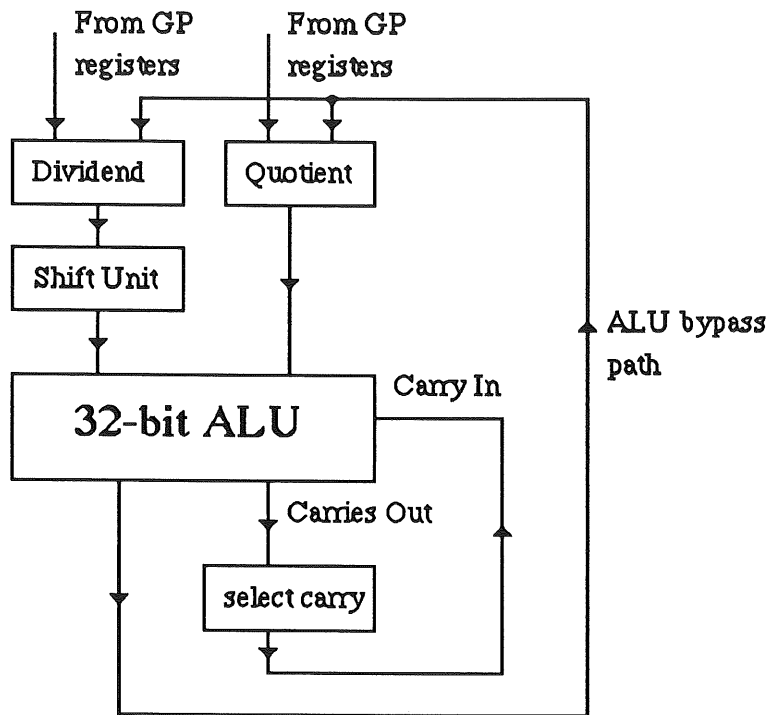 From GP
registers
From GP
registers
Dividend
Quotient
Shift Unit
ALU bypass
path
32-bit ALU
Carry In
Carries Out
select carry